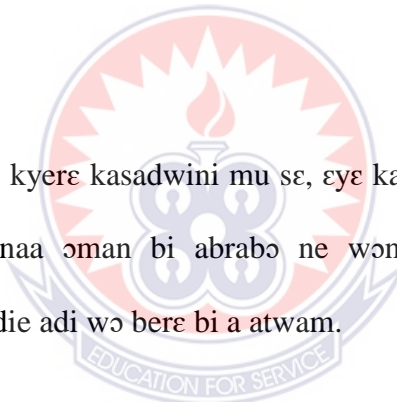 kyerɛ kasadwini mu sɛ, ɛyɛ ka
naa ɔman bi abrabɔ ne wɔn
die adi wɔ berɛ bi a atwam.
EDUCATION FOR SERVICE